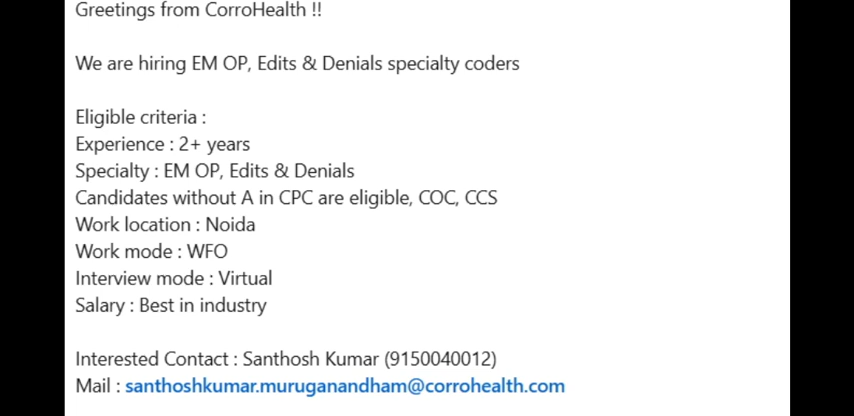 Greetings from CorroHealth !!
We are hiring EM OP, Edits & Denials specialty coders
Eligible criteria :
Experience : 2+ years
Specialty : EM OP, Edits & Denials
Candidates without A in CPC are eligible, COC, CCS
Work location : Noida
Work mode : WFO
Interview mode : Virtual
Salary : Best in industry
Interested Contact : Santhosh Kumar (9150040012)
Mail : santhoshkumar.muruganandham@corrohealth.com